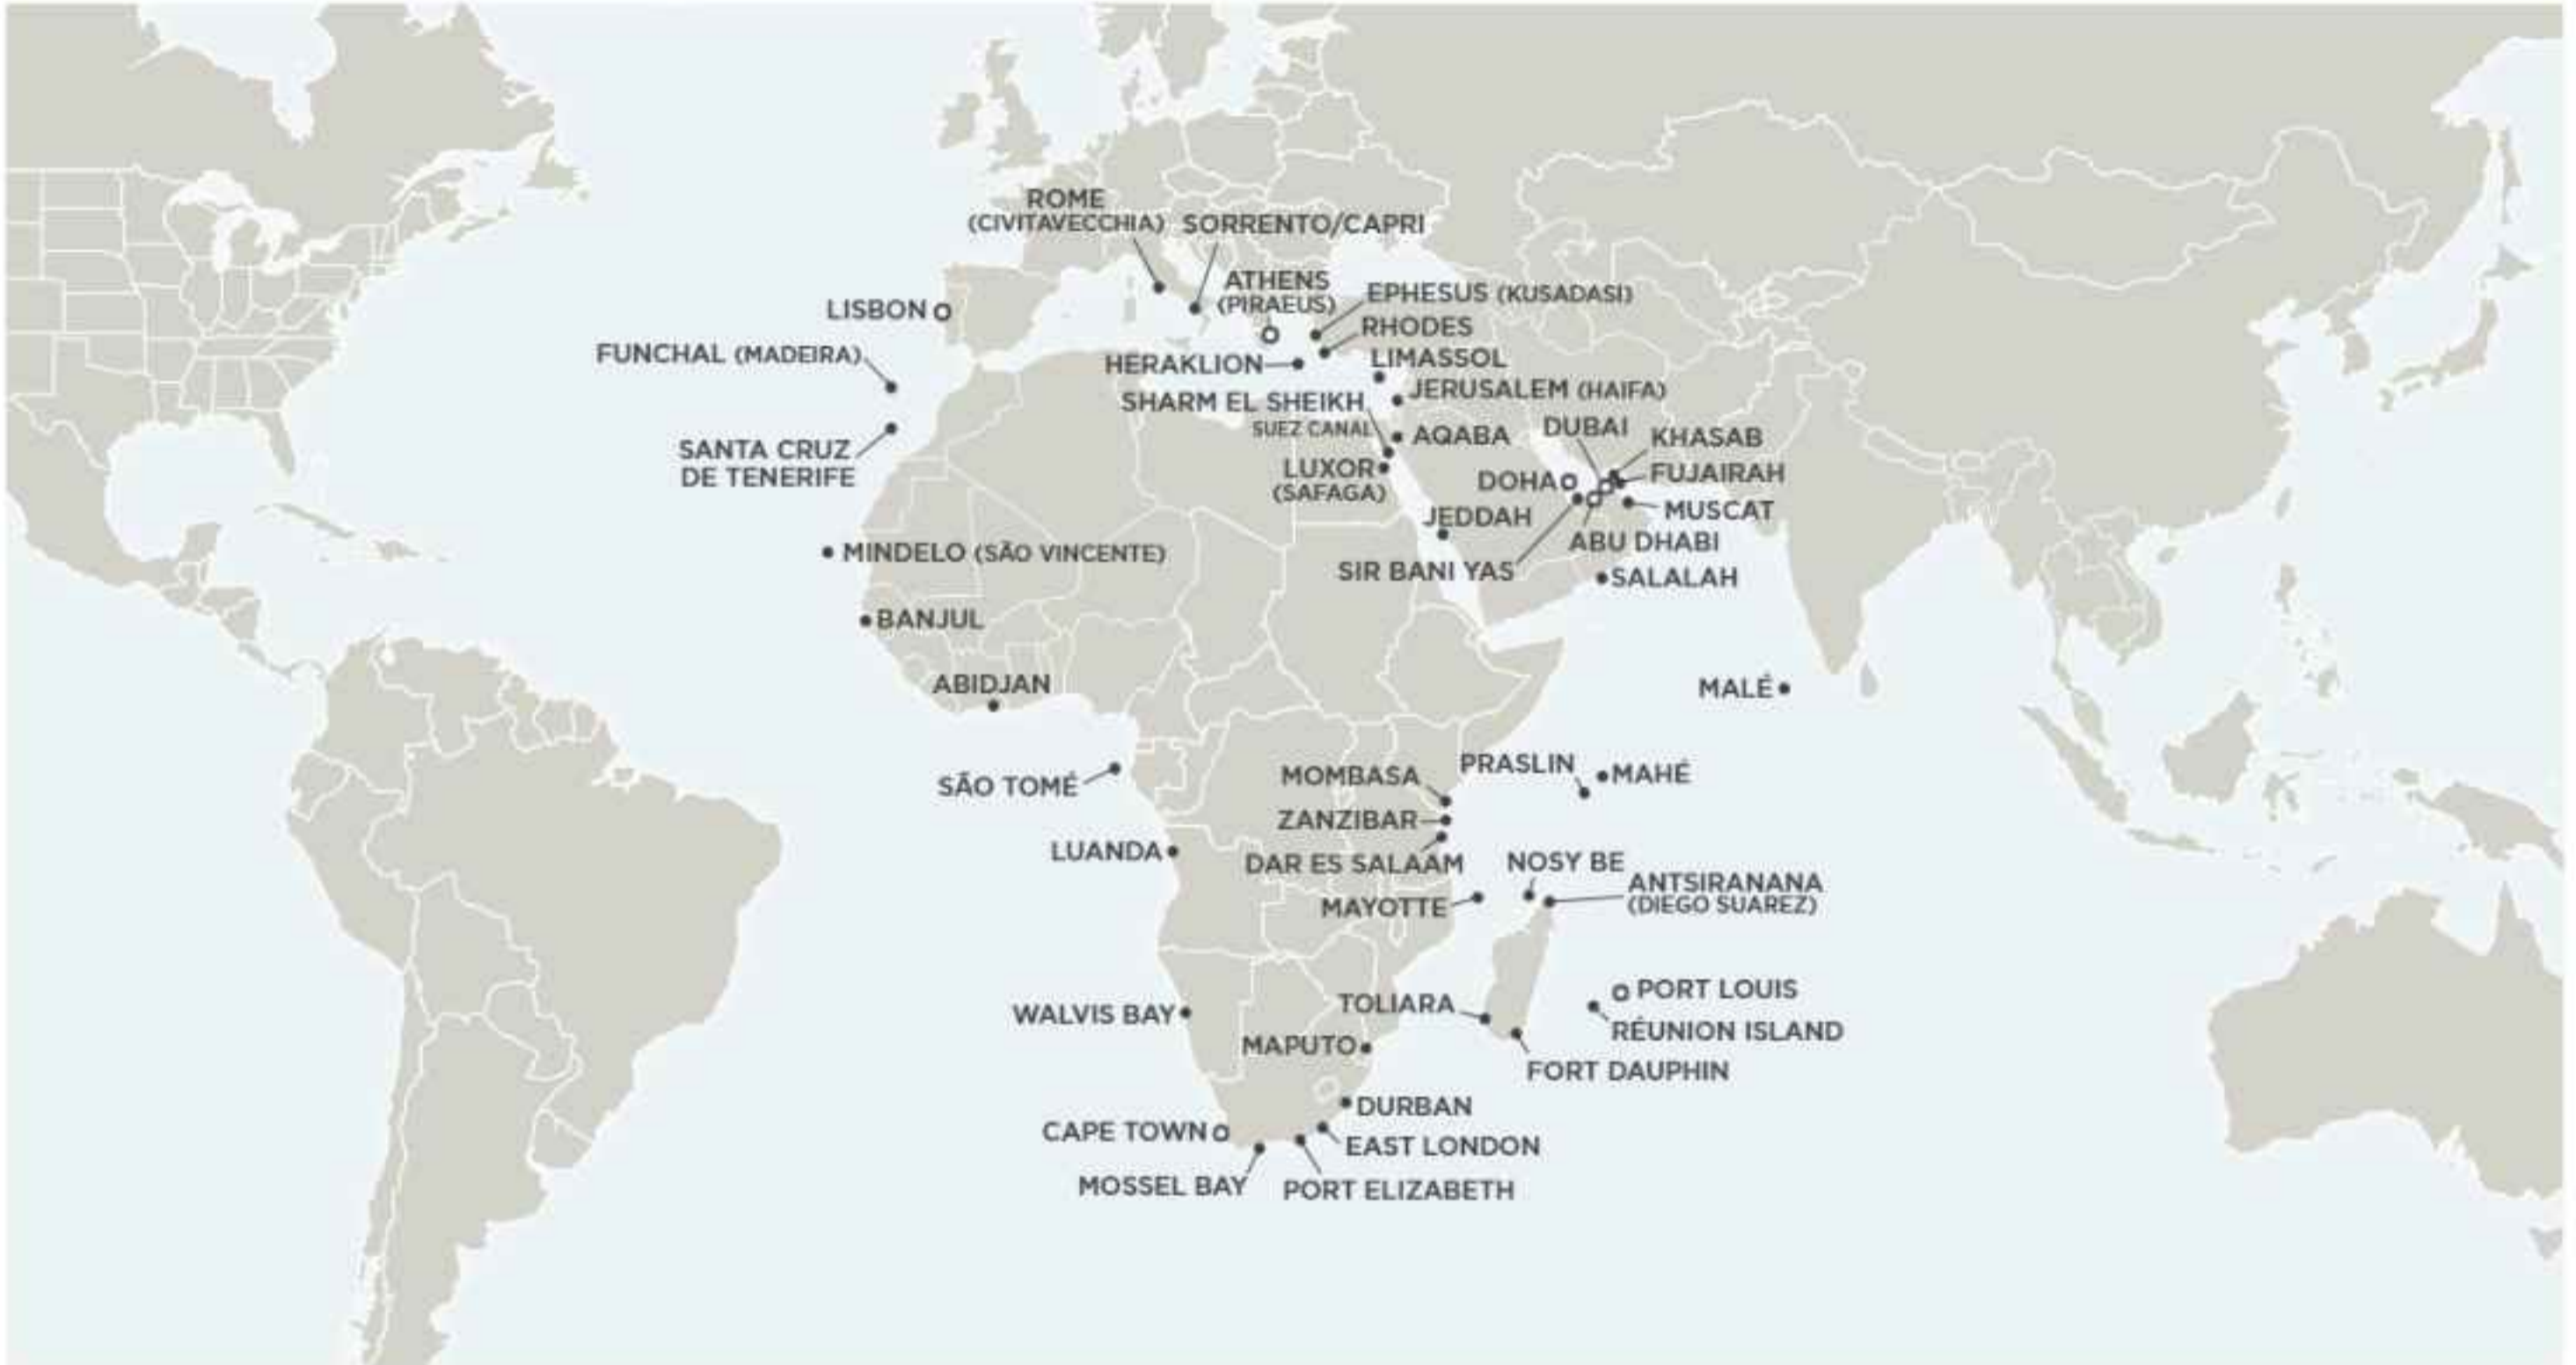 ROME
(CIVITAVECCHIA)
SORRENTO/CAPRI
ATHENS
(PIRAEUS)
EPHESUS (KUSADASI)
LISBON
RHODES
FUNCHAL (MADEIRA)
HERAKLION
LIMASSOL
JERUSALEM (HAIFA)
SHARM EL SHEIKH
SUEZ CANAL
AQABA
DUBAI
KHASAB
SANTA CRUZ
DE TENERIFE
LUXOR
(SAFAGA)
DOHA
FUJAIRAH
MUSCAT
JEDDAH
ABU DHABI
MINDELO (SÃO VINCENTE)
SIR BANI YAS
SALALAH
BANJUL
ABIDJAN
MALÉ
SÃO TOMÉ
MOMBASA
PRASLIN
MAHÉ
ZANZIBAR
LUANDA
DAR ES SALAAM
NOSY BE
ANTSIRANANA
(DIEGO SUAREZ)
MAYOTTE
PORT LOUIS
WALVIS BAY
TOLIARA
RÉUNION ISLAND
MAPUTO
FORT DAUPHIN
DURBAN
CAPE TOWN
EAST LONDON
MOSSEL BAY
PORT ELIZABETH